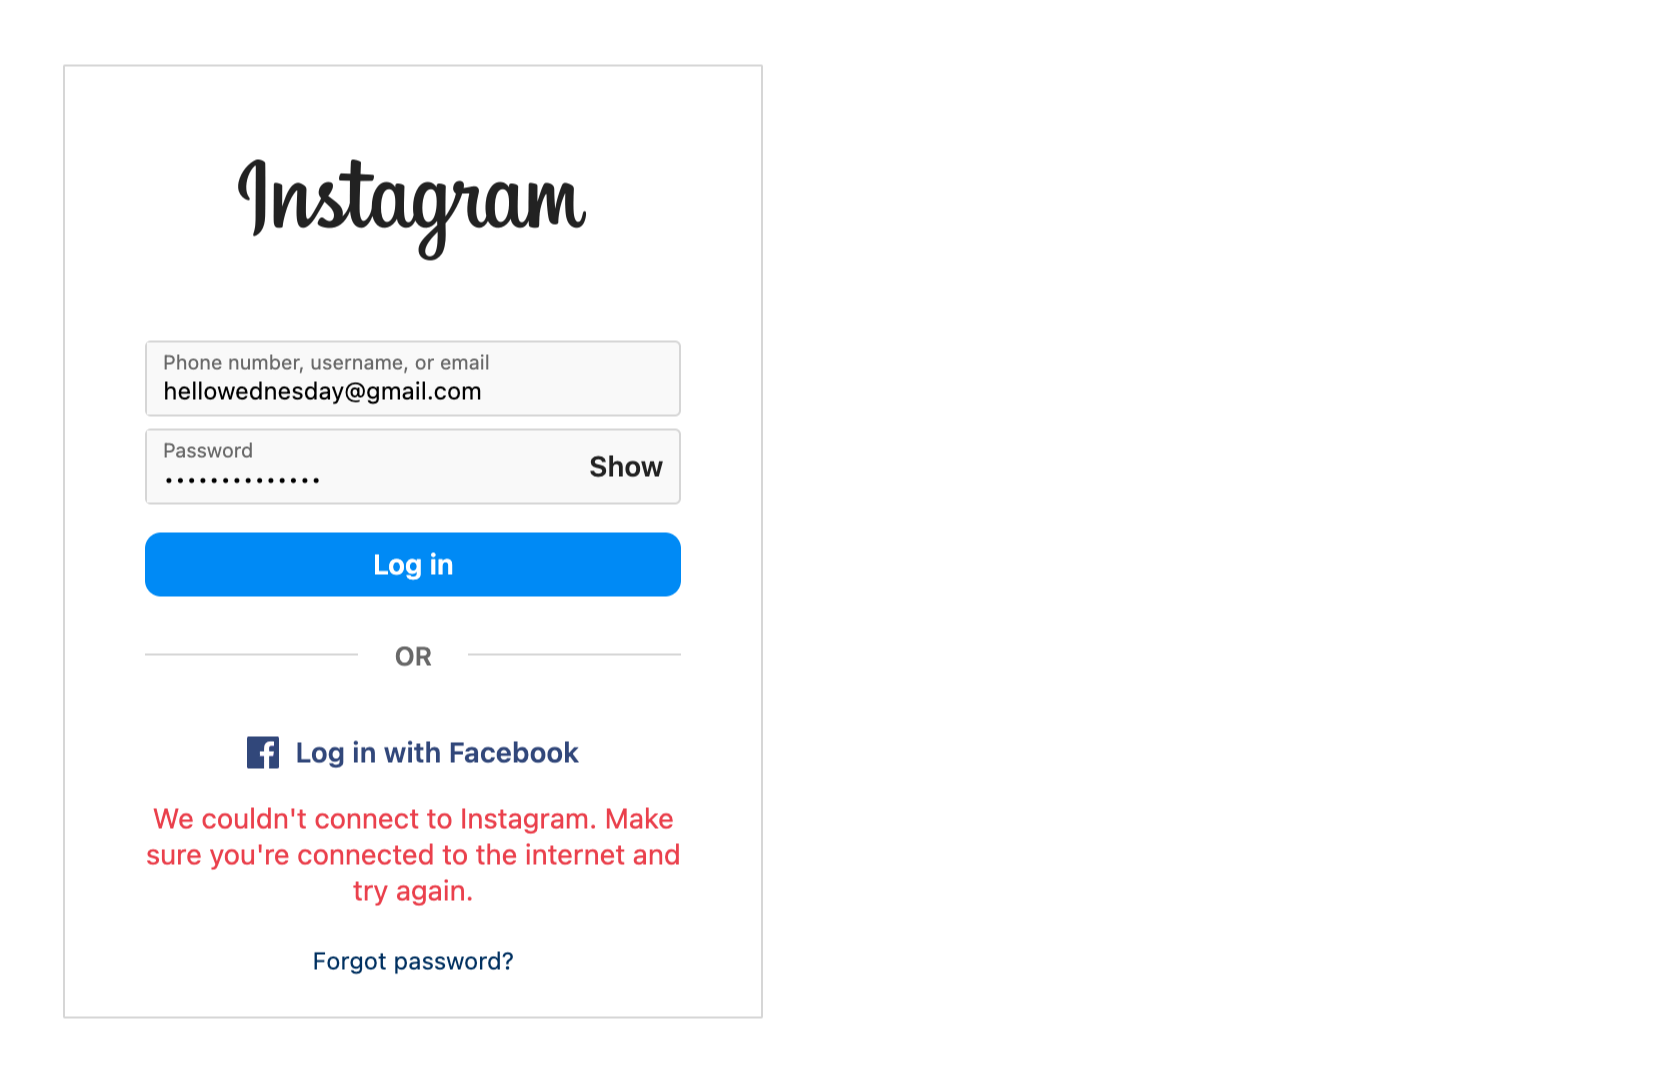 Instagram
Phone number, username, or email
hellowednesday@gmail.com
Password
••••••••••••••
Show
Log in
OR
Log in with Facebook
We couldn't connect to Instagram. Make
sure you're connected to the internet and
try again.
Forgot password?